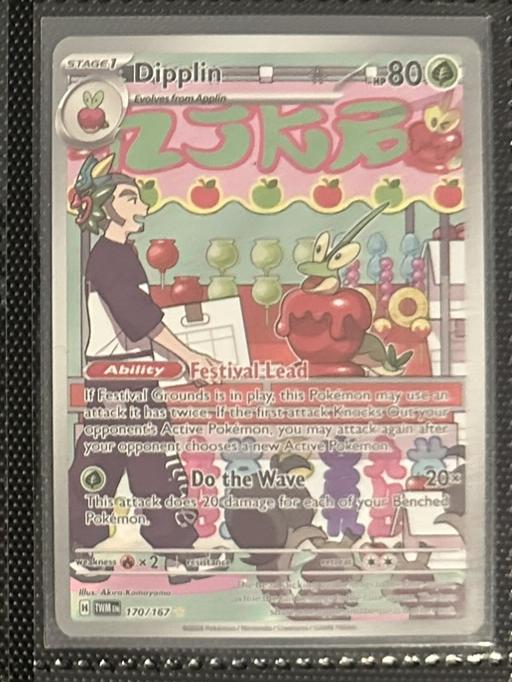 STAGE 1
Dipplin
HP 80
Evolves from Applin
Ability Festival Lead
If Festival Grounds is in play, this Pokémon may use an
attack it has twice. If the first attack Knocks Out your
opponent's Active Pokémon, you may attack again after
your opponent chooses a new Active Pokémon.
Do the Wave 20×
This attack does 20 damage for each of your Benched
Pokémon.
weakness ×2 resistance retreat
Illus. Akira Komayama
H TWM EN 170/167